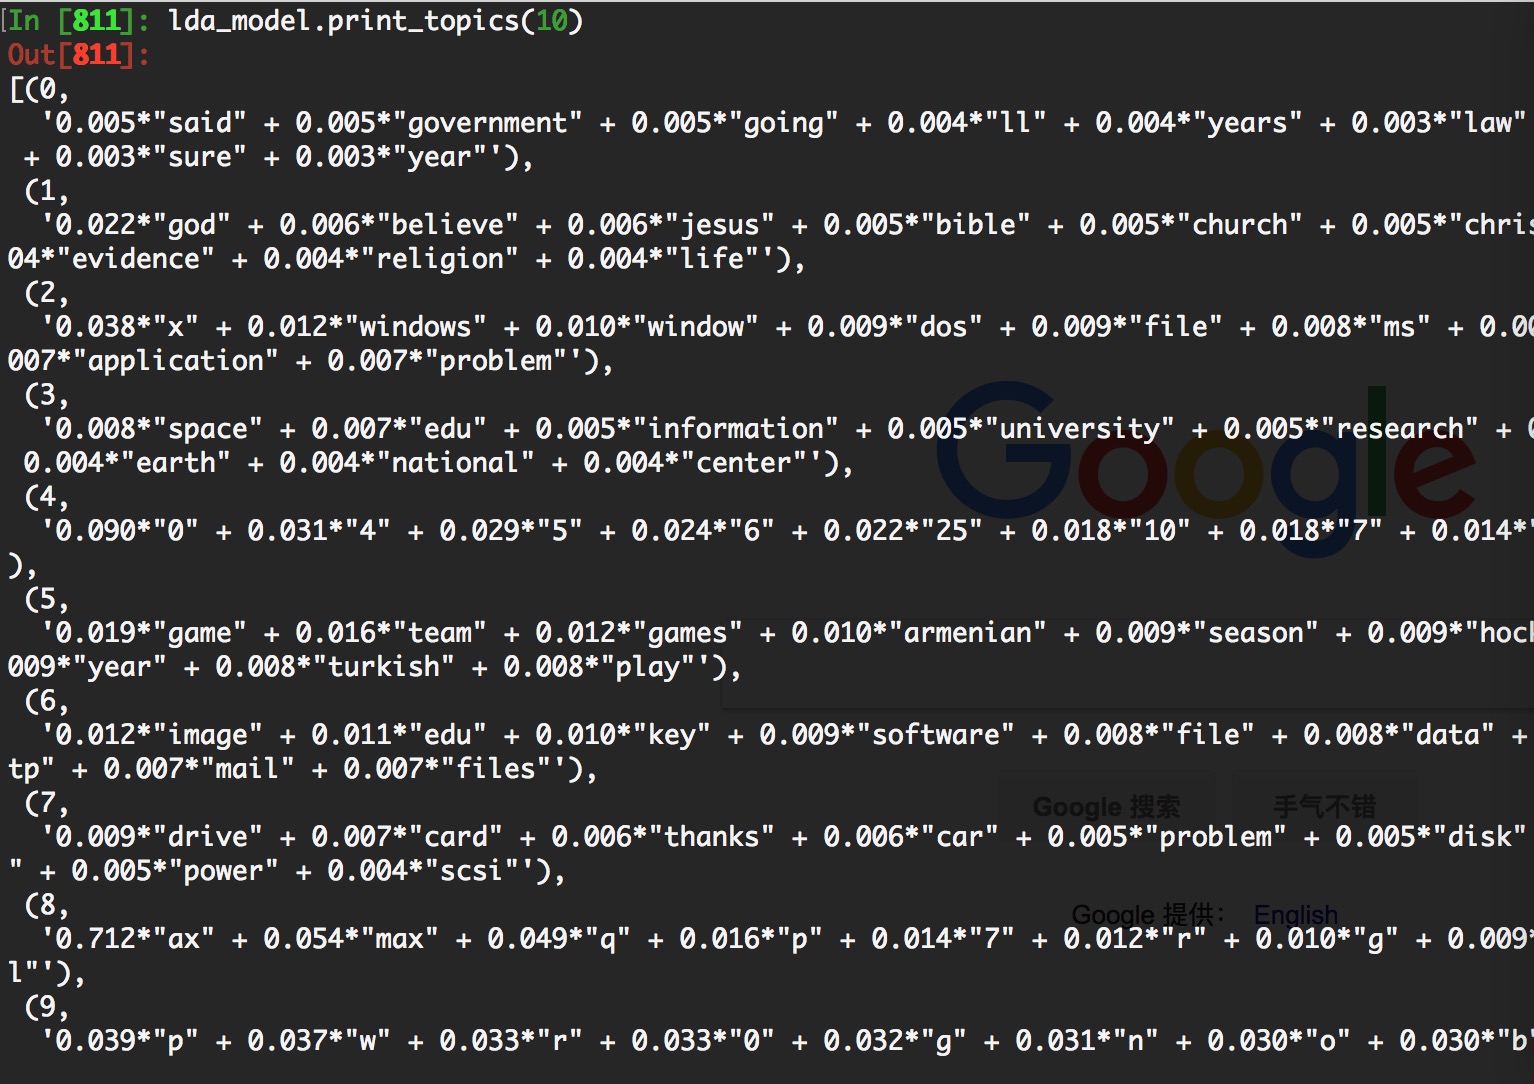 In [811]: lda_model.print_topics(10)
Out[811]:
[(0,
'0.005*"said" + 0.005*"government" + 0.005*"going" + 0.004*"ll" + 0.004*"years" + 0.003*"law"
+ 0.003*"sure" + 0.003*"year"'),
(1,
'0.022*"god" + 0.006*"believe" + 0.006*"jesus" + 0.005*"bible" + 0.005*"church" + 0.005*"chris
04*"evidence" + 0.004*"religion" + 0.004*"life"'),
(2,
'0.038*"x" + 0.012*"windows" + 0.010*"window" + 0.009*"dos" + 0.009*"file" + 0.008*"ms" + 0.00
007*"application" + 0.007*"problem"'),
(3,
'0.008*"space" + 0.007*"edu" + 0.005*"information" + 0.005*"university" + 0.005*"research" + 0
0.004*"earth" + 0.004*"national" + 0.004*"center"'),
Google
(4,
'0.090*"0" + 0.031*"4" + 0.029*"5" + 0.024*"6" + 0.022*"25" + 0.018*"10" + 0.018*"7" + 0.014*"
),
(5,
'0.019*"game" + 0.016*"team" + 0.012*"games" + 0.010*"armenian" + 0.009*"season" + 0.009*"hock
009*"year" + 0.008*"turkish" + 0.008*"play"'),
(6,
'0.012*"image" + 0.011*"edu" + 0.010*"key" + 0.009*"software" + 0.008*"file" + 0.008*"data" +
tp" + 0.007*"mail" + 0.007*"files"'),
(7,
Google 搜索 手气不错
'0.009*"drive" + 0.007*"card" + 0.006*"thanks" + 0.006*"car" + 0.005*"problem" + 0.005*"disk"
" + 0.005*"power" + 0.004*"scsi"'),
(8,
Google 提供： English
'0.712*"ax" + 0.054*"max" + 0.049*"q" + 0.016*"p" + 0.014*"7" + 0.012*"r" + 0.010*"g" + 0.009*
l"'),
(9,
'0.039*"p" + 0.037*"w" + 0.033*"r" + 0.033*"0" + 0.032*"g" + 0.031*"n" + 0.030*"o" + 0.030*"b"